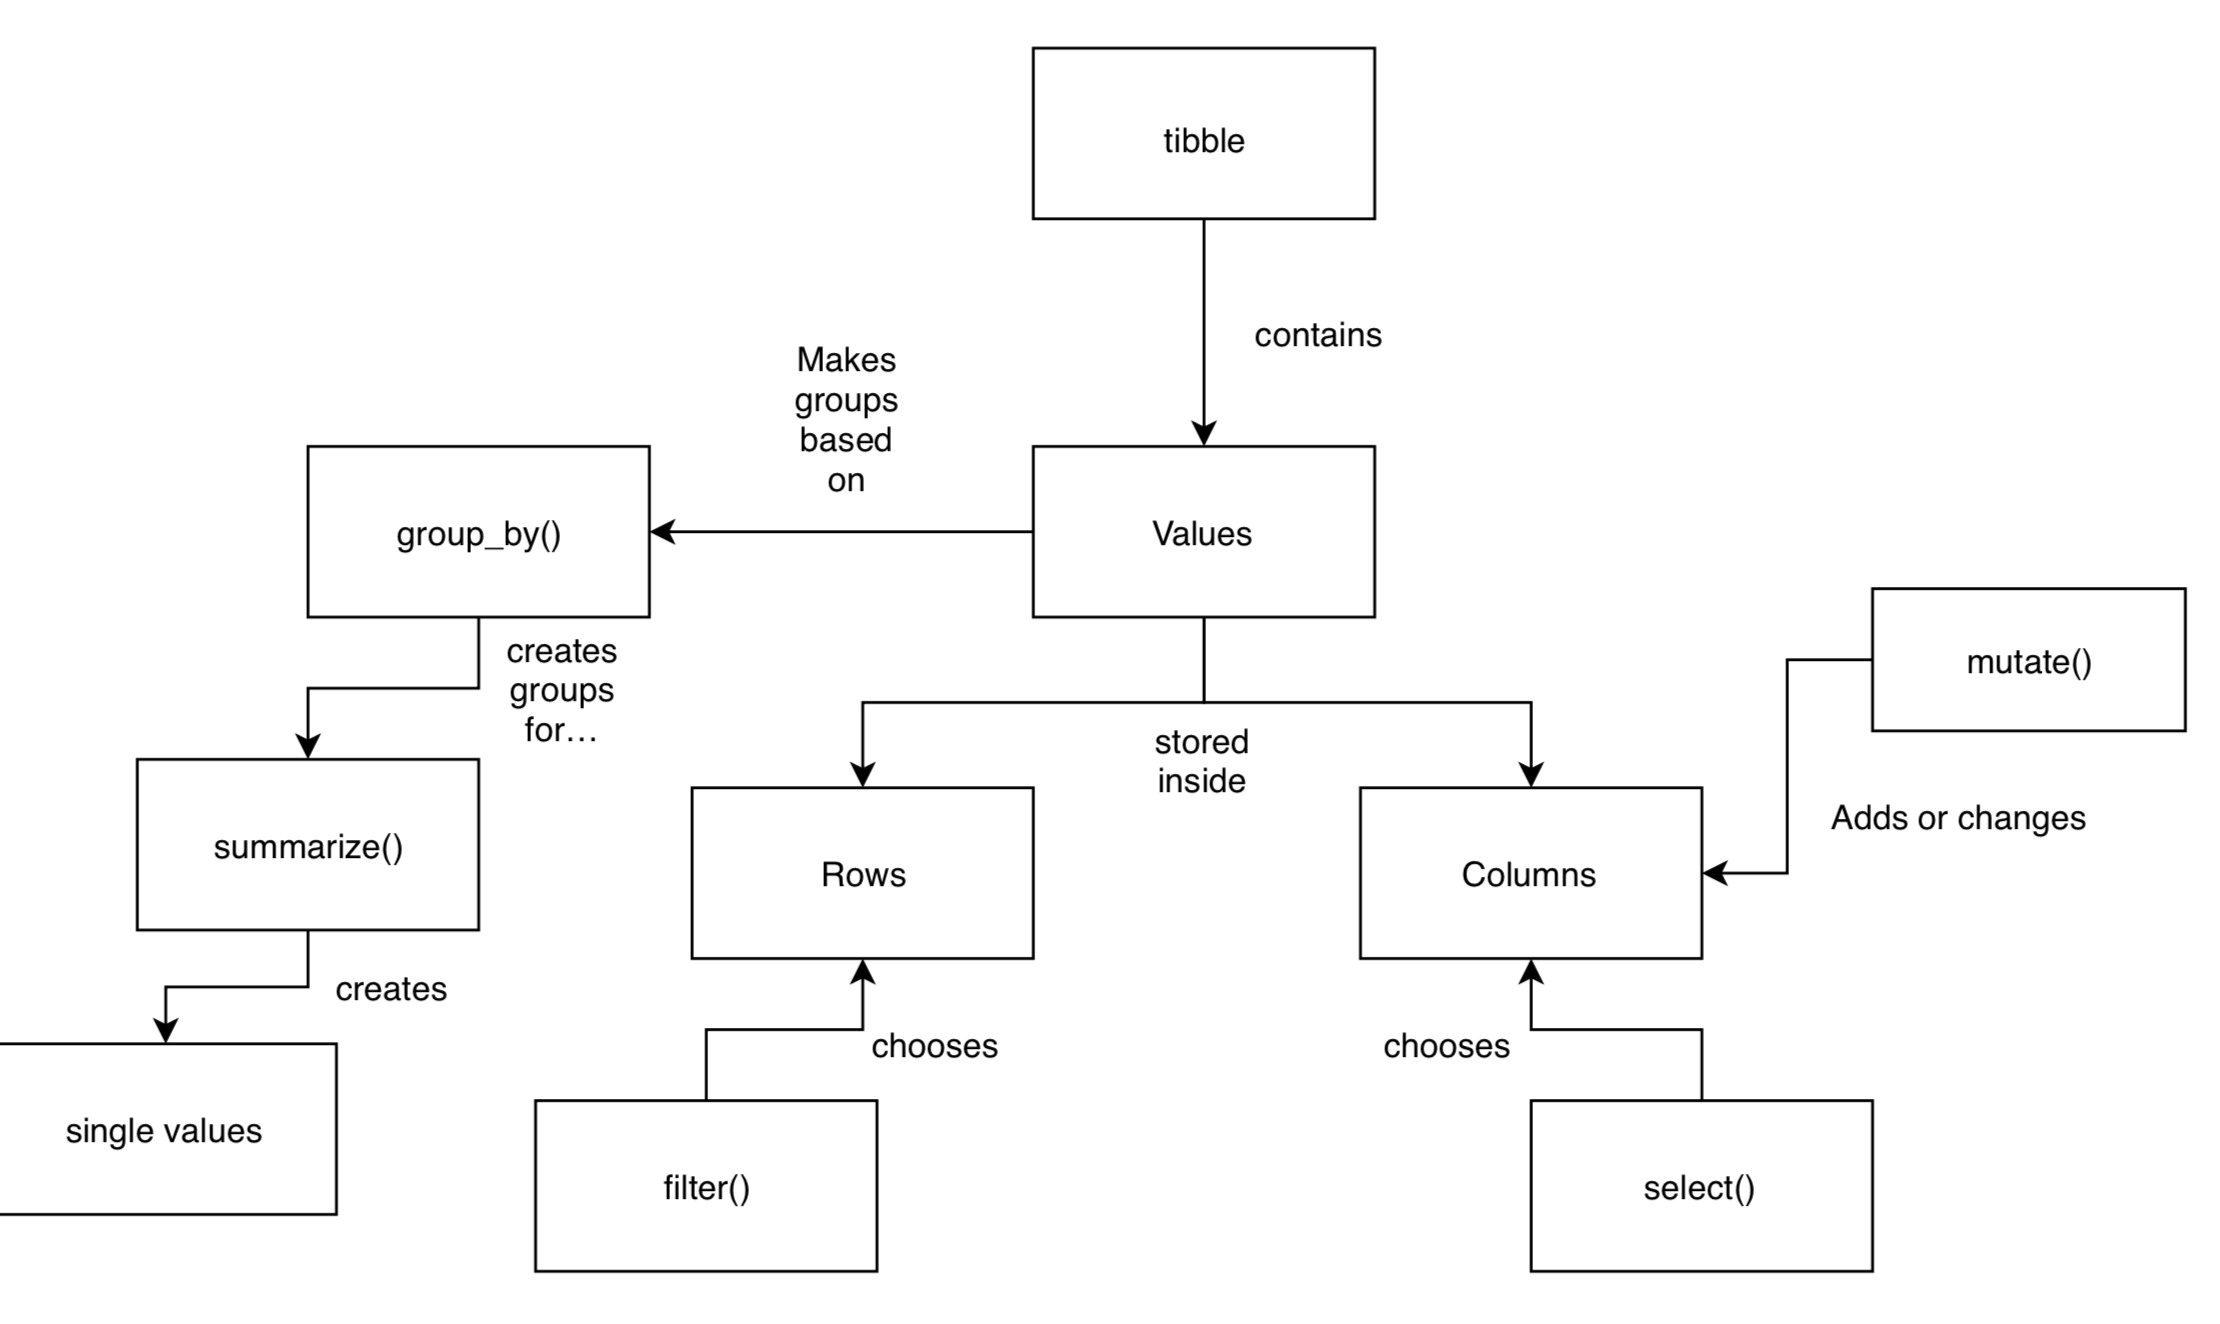 tibble
contains
Makes
groups
based
on
group_by()
Values
creates
groups
for…
mutate()
stored
inside
Adds or changes
summarize()
Rows
Columns
creates
chooses
chooses
single values
filter()
select()